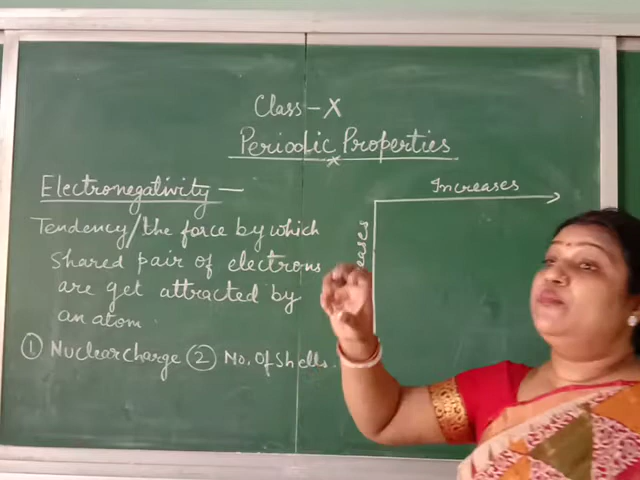 Class - X
Periodic Properties
Electronegativity —
Increases
Tendency/the force by which
shared pair of electrons
are get attracted by
an atom.
① Nuclear charge ② No. Of Shells.